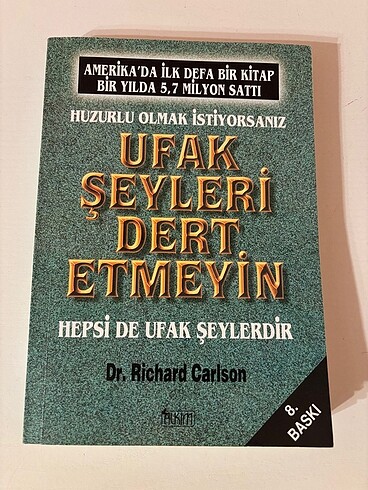 AMERİKA'DA İLK DEFA BİR KİTAP
BİR YILDA 5,7 MİLYON SATTI
HUZURLU OLMAK İSTİYORSANIZ
UFAK
ŞEYLERİ
DERT
ETMEYİN
HEPSİ DE UFAK ŞEYLERDİR
Dr. Richard Carlson
8.
BASKI